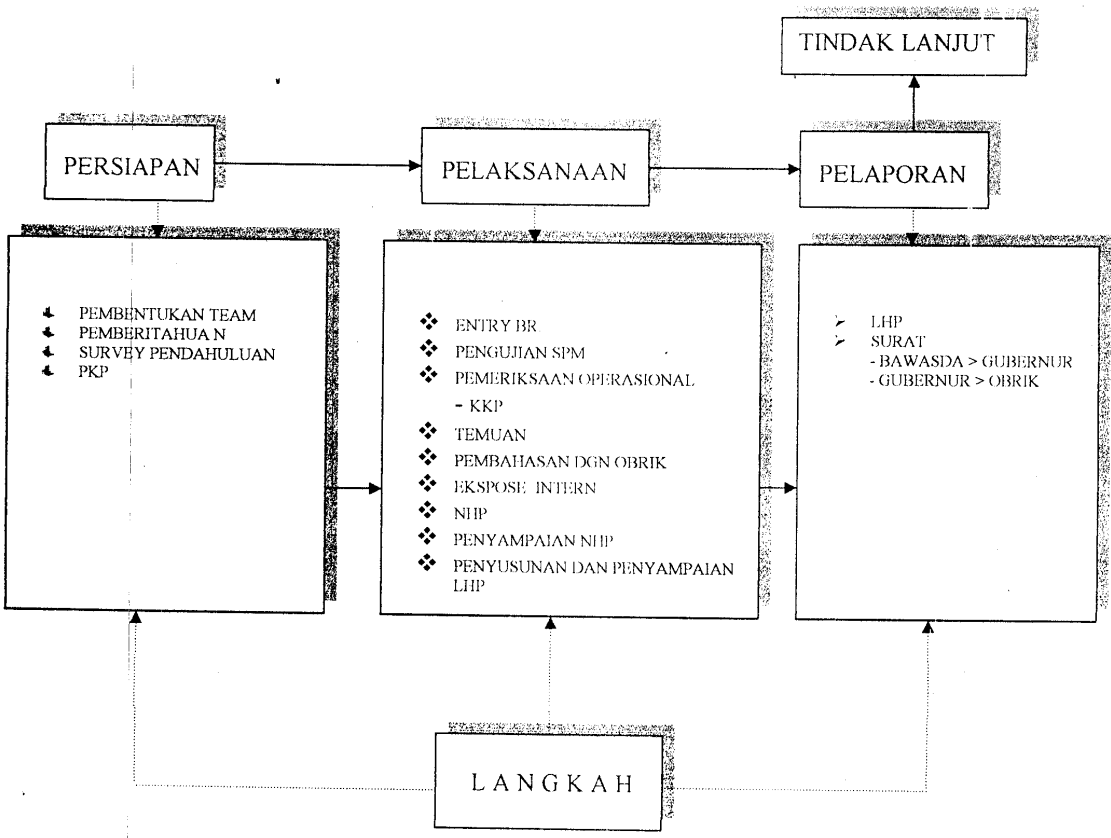 TINDAK LANJUT
PERSIAPAN
PELAKSANAAN
PELAPORAN
PEMBENTUKAN TEAM
PEMBERITAHUA N
SURVEY PENDAHULUAN
PKP
ENTRY BR
PENGUJIAN SPM
PEMERIKSAAN OPERASIONAL
- KKP
TEMUAN
PEMBAHASAN DGN OBRIK
EKSPOSE INTERN
NHP
PENYAMPAIAN NHP
PENYUSUNAN DAN PENYAMPAIAN
LHP
LHP
SURAT
- BAWASDA > GUBERNUR
- GUBERNUR > OBRIK
L A N G K A H